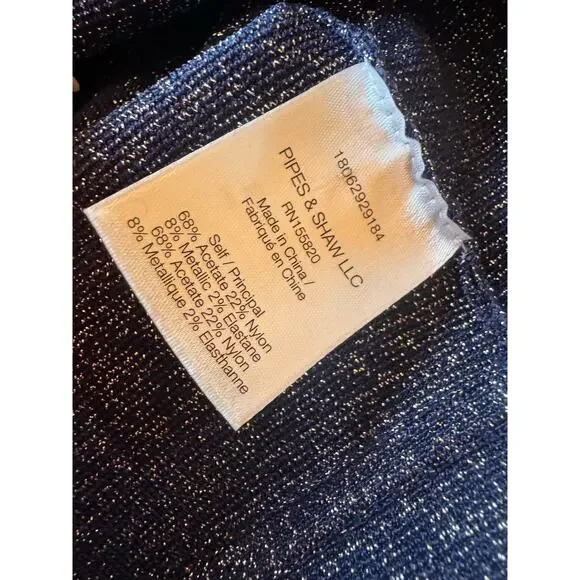 18062929184
PIPES & SHAW LLC
RN155820
Made in China /
Fabriqué en Chine
Self / Principal
68% Acetate 22% Nylon
8% Metallic 2% Elastane
68% Acetate 22% Nylon
8% Metallique 2% Elasthanne